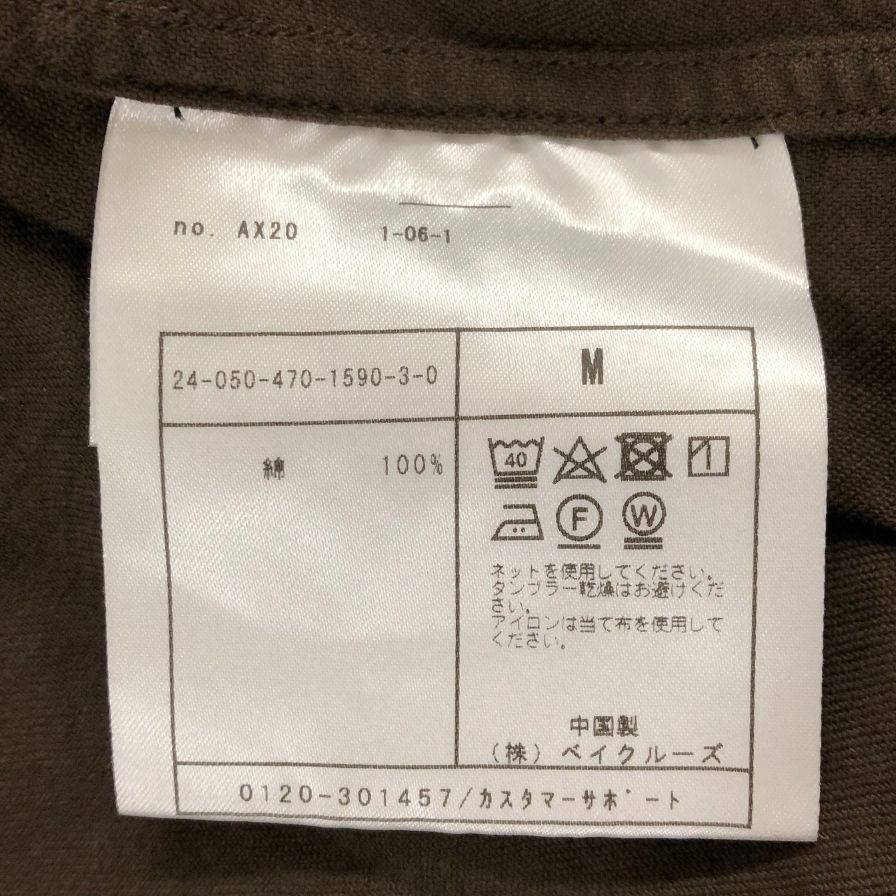 no. AX20 1-06-1
24-050-470-1590-3-0
M
綿 100%
40
F W
ネットを使用してください。
タンブラー乾燥はお避けくだ
さい。
アイロンは当て布を使用して
ください。
中国製
(株) ベイクルーズ
0120-301457/カスタマーサポート